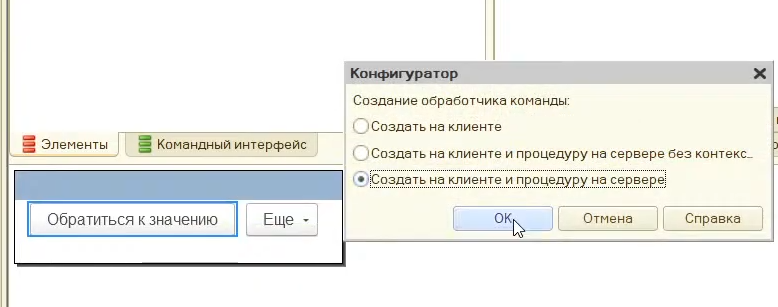 Конфигуратор
Создание обработчика команды:
Создать на клиенте
Создать на клиенте и процедуру на сервере без контекс...
Создать на клиенте и процедуру на сервере
ОК Отмена Справка
Элементы Командный интерфейс
Обратиться к значению Еще